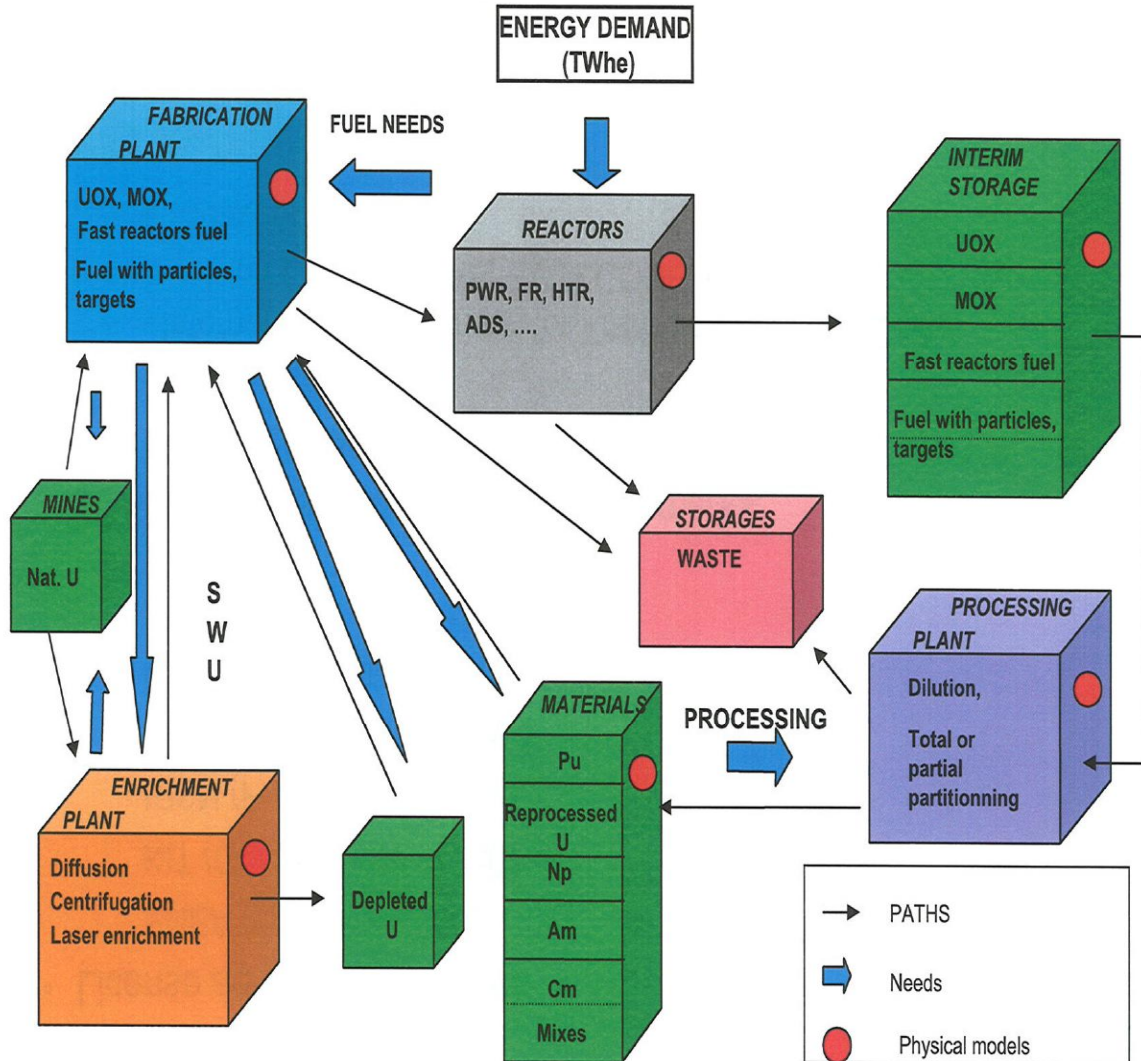 ENERGY DEMAND
(TWhe)
FABRICATION
PLANT
UOX, MOX,
Fast reactors fuel
Fuel with particles,
targets
FUEL NEEDS
REACTORS
PWR, FR, HTR,
ADS, ....
INTERIM
STORAGE
UOX
MOX
Fast reactors fuel
Fuel with particles,
targets
MINES
Nat. U
S
W
U
STORAGES
WASTE
PROCESSING
PLANT
Dilution,
Total or
partial
partitionning
PROCESSING
MATERIALS
Pu
Reprocessed
U
Np
Am
Cm
Mixes
ENRICHMENT
PLANT
Diffusion
Centrifugation
Laser enrichment
Depleted
U
PATHS
Needs
Physical models